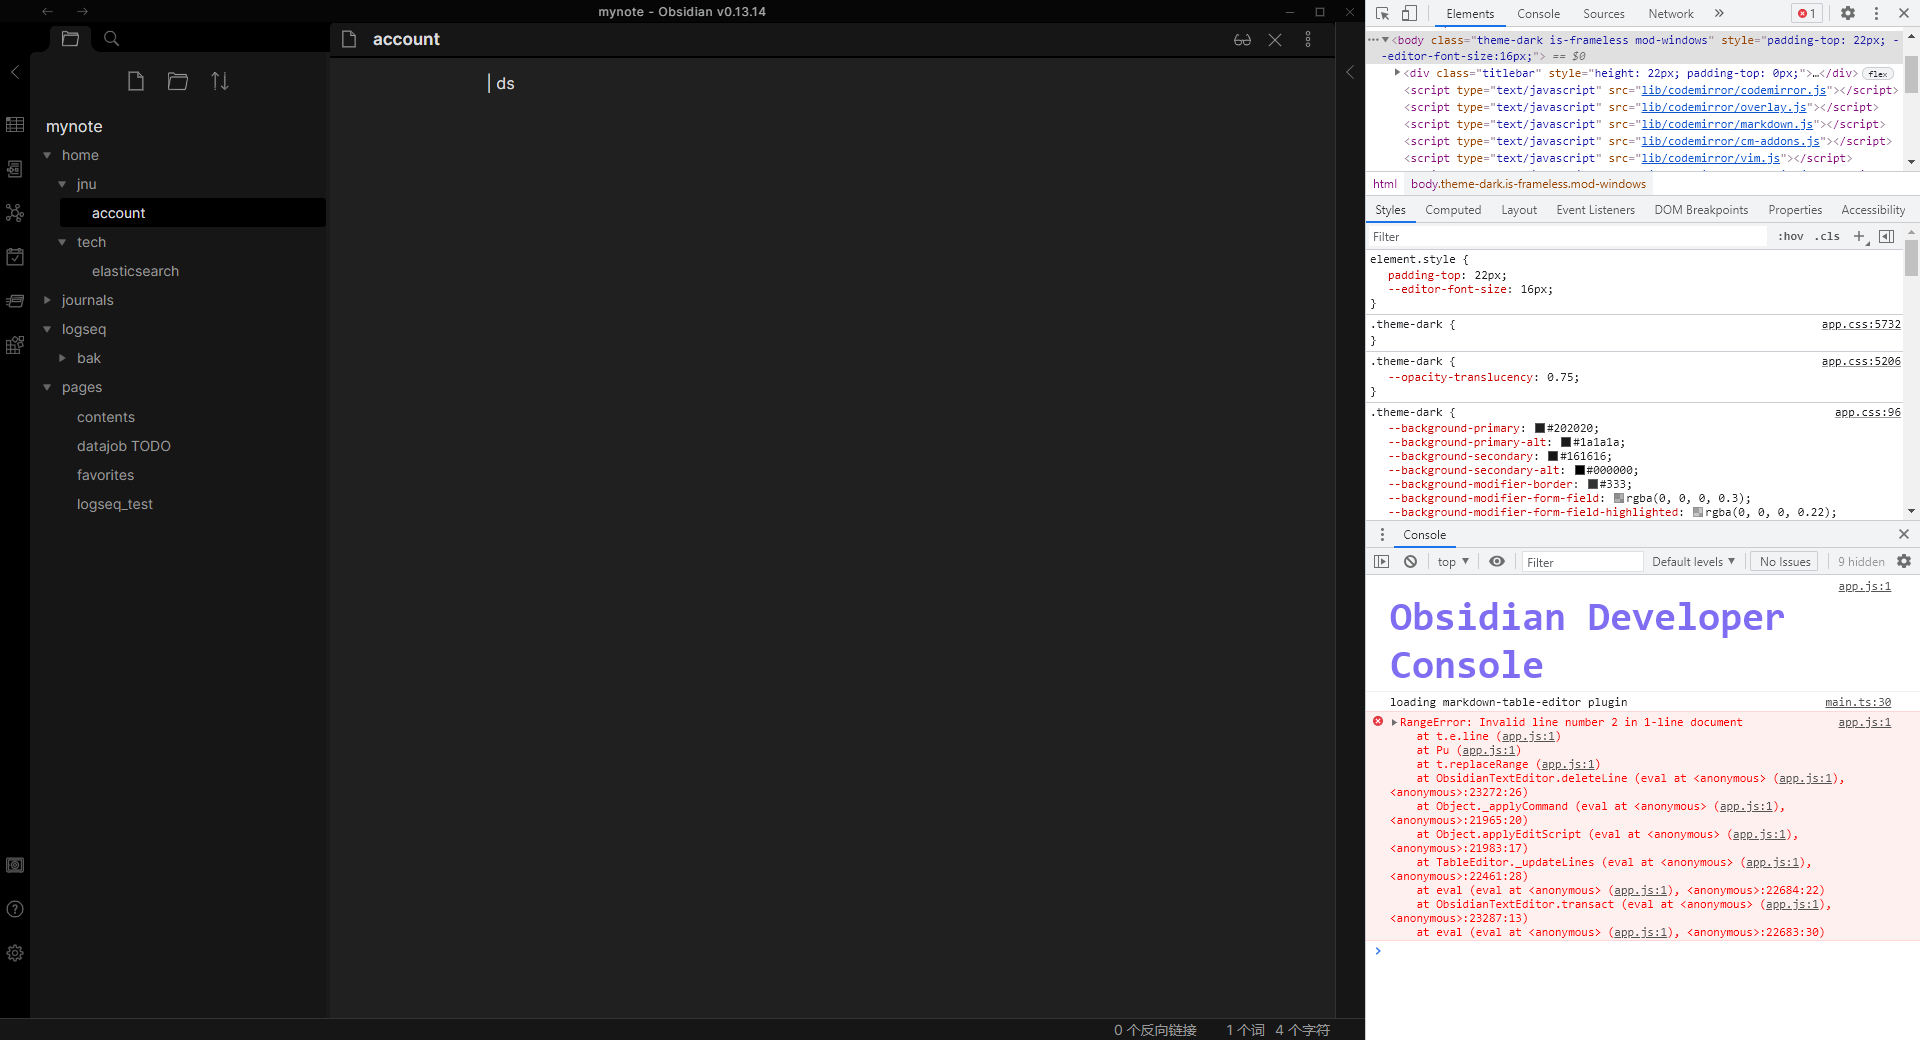 mynote - Obsidian v0.13.14
account
ds
mynote
home
jnu
account
tech
elasticsearch
journals
logseq
bak
pages
contents
datajob TODO
favorites
logseq_test
0 个反向链接 1 个词 4 个字符
Elements Console Sources Network » 1
<body class="theme-dark is-frameless mod-windows" style="padding-top: 22px; -
-editor-font-size:16px;"> == $0
<div class="titlebar" style="height: 22px; padding-top: 0px;">…</div> flex
<script type="text/javascript" src="lib/codemirror/codemirror.js"></script>
<script type="text/javascript" src="lib/codemirror/overlay.js"></script>
<script type="text/javascript" src="lib/codemirror/markdown.js"></script>
<script type="text/javascript" src="lib/codemirror/cm-addons.js"></script>
<script type="text/javascript" src="lib/codemirror/vim.js"></script>
html body.theme-dark.is-frameless.mod-windows
Styles Computed Layout Event Listeners DOM Breakpoints Properties Accessibility
Filter :hov .cls +
element.style {
padding-top: 22px;
--editor-font-size: 16px;
}
.theme-dark { app.css:5732
}
.theme-dark { app.css:5206
--opacity-translucency: 0.75;
}
.theme-dark { app.css:96
--background-primary: #202020;
--background-primary-alt: #1a1a1a;
--background-secondary: #161616;
--background-secondary-alt: #000000;
--background-modifier-border: #333;
--background-modifier-form-field: rgba(0, 0, 0, 0.3);
--background-modifier-form-field-highlighted: rgba(0, 0, 0, 0.22);
Console
top Filter Default levels No Issues 9 hidden
app.js:1
Obsidian Developer
Console
loading markdown-table-editor plugin main.ts:30
RangeError: Invalid line number 2 in 1-line document app.js:1
at t.e.line (app.js:1)
at Pu (app.js:1)
at t.replaceRange (app.js:1)
at ObsidianTextEditor.deleteLine (eval at <anonymous> (app.js:1),
<anonymous>:23272:26)
at Object._applyCommand (eval at <anonymous> (app.js:1),
<anonymous>:21965:20)
at Object.applyEditScript (eval at <anonymous> (app.js:1),
<anonymous>:21983:17)
at TableEditor._updateLines (eval at <anonymous> (app.js:1),
<anonymous>:22461:28)
at eval (eval at <anonymous> (app.js:1), <anonymous>:22684:22)
at ObsidianTextEditor.transact (eval at <anonymous> (app.js:1),
<anonymous>:23287:13)
at eval (eval at <anonymous> (app.js:1), <anonymous>:22683:30)